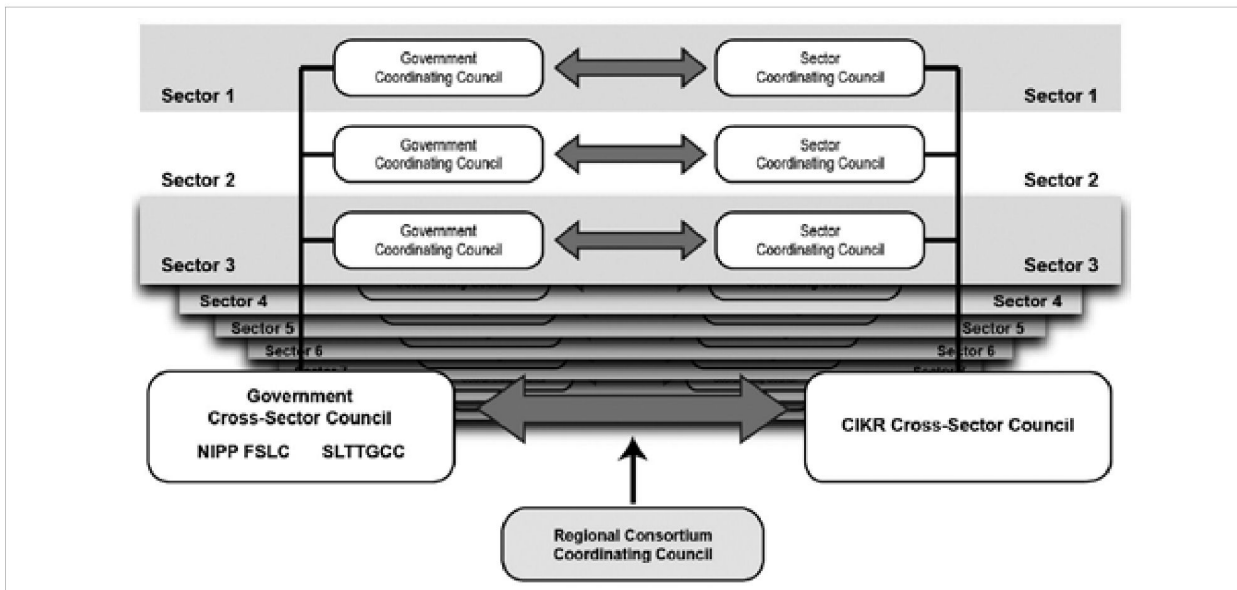 Government
Coordinating Council
Sector
Coordinating Council
Sector 1
Sector 1
Government
Coordinating Council
Sector
Coordinating Council
Sector 2
Sector 2
Government
Coordinating Council
Sector
Coordinating Council
Sector 3
Sector 3
Sector 4
Sector 4
Sector 5
Sector 5
Sector 6
Sector 6
Government
Cross-Sector Council
NIPP FSLC SLTTGCC
CIKR Cross-Sector Council
Regional Consortium
Coordinating Council